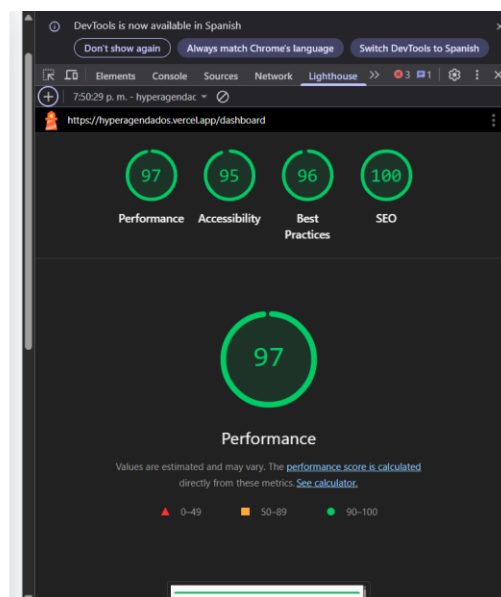 DevTools is now available in Spanish
Don't show again Always match Chrome's language Switch DevTools to Spanish
Elements Console Sources Network Lighthouse 3 1
7:50:29 p. m. - hyperagendac
https://hyperagendados.vercel.app/dashboard
97 95 96 100
Performance Accessibility Best Practices SEO
97
Performance
Values are estimated and may vary. The performance score is calculated
directly from these metrics. See calculator.
0–49 50–89 90–100